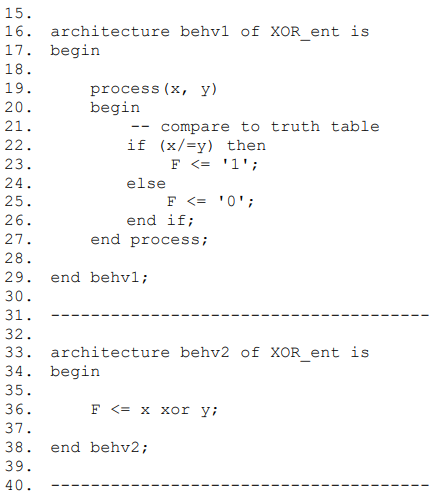 15.
16. architecture behv1 of XOR_ent is
17. begin
18.
19. process(x, y)
20. begin
21. -- compare to truth table
22. if (x/=y) then
23. F <= '1';
24. else
25. F <= '0';
26. end if;
27. end process;
28.
29. end behv1;
30.
31. --------------------------------------
32.
33. architecture behv2 of XOR_ent is
34. begin
35.
36. F <= x xor y;
37.
38. end behv2;
39.
40. --------------------------------------